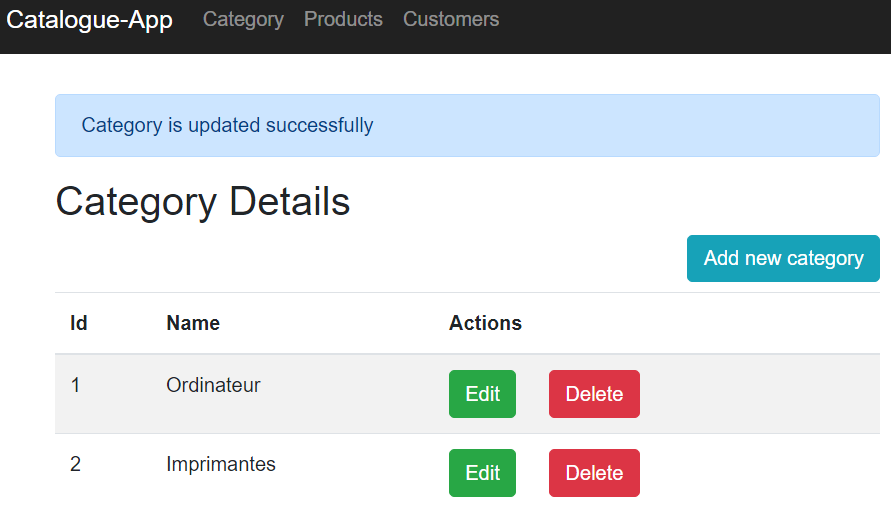 Catalogue-App Category Products Customers
Category is updated successfully
Category Details
Add new category
Id Name Actions
1 Ordinateur Edit Delete
2 Imprimantes Edit Delete